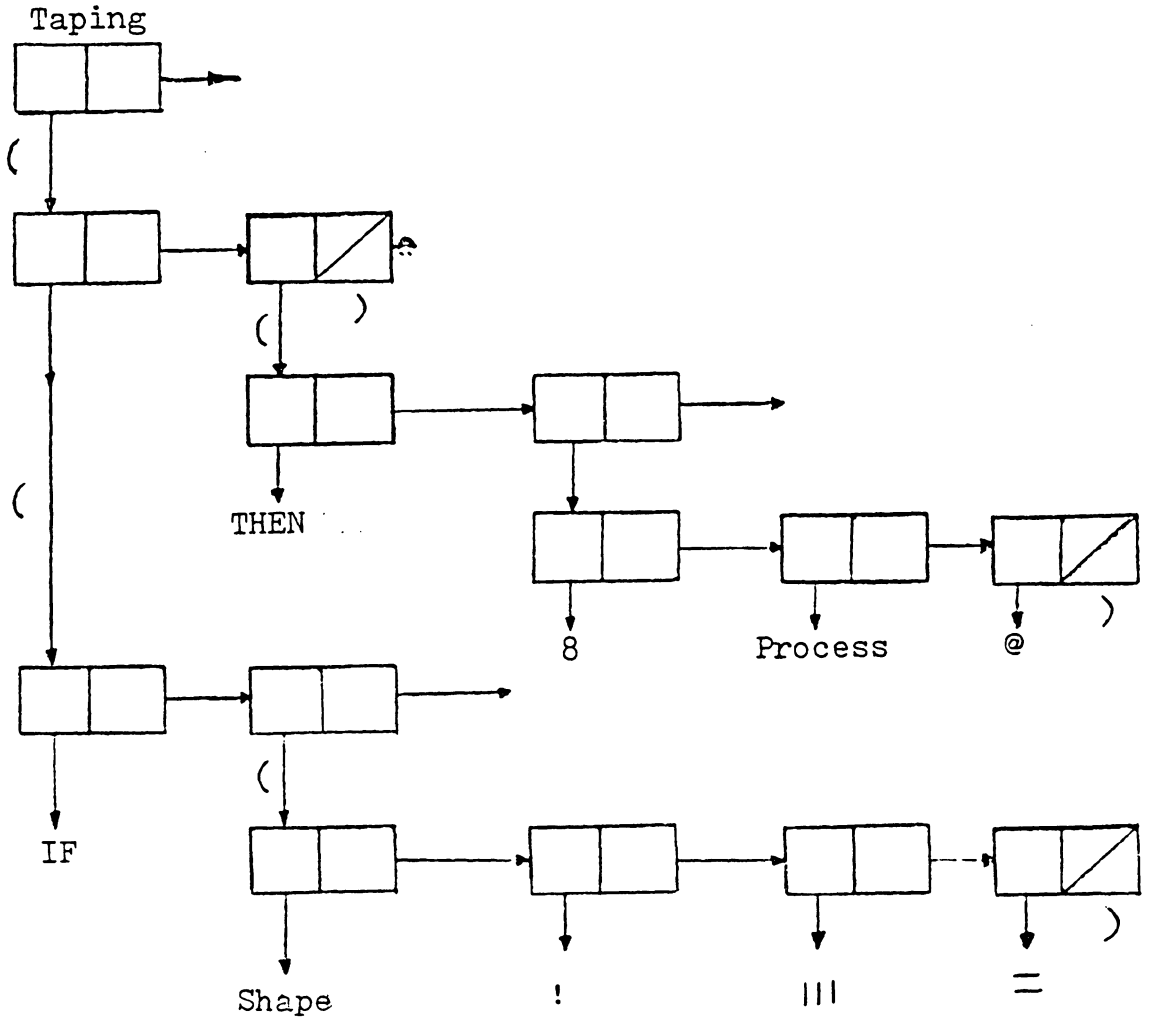 Taping
(
( )
(
THEN
8 Process @ )
(
IF
Shape ! ||| = )